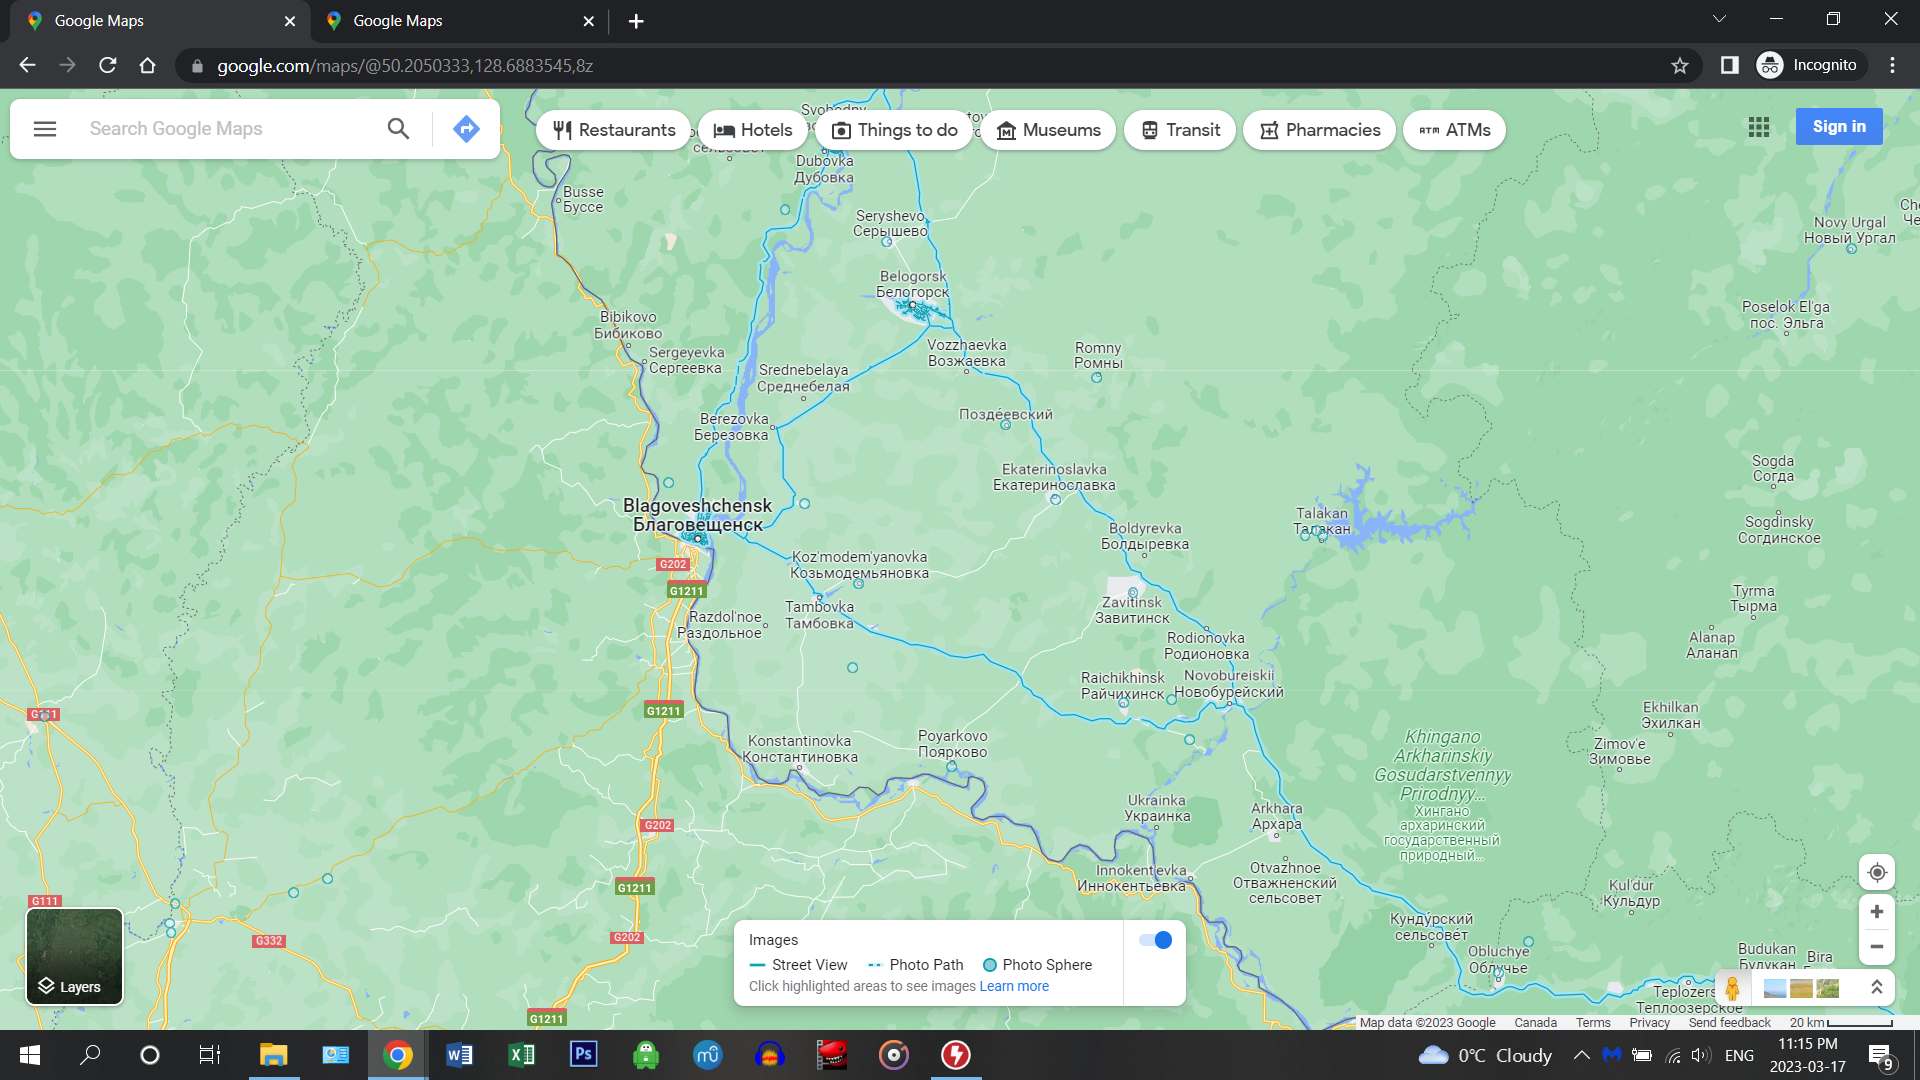 Google Maps
Google Maps
google.com/maps/@50.2050333,128.6883545,8z
Incognito
Search Google Maps
Restaurants
Hotels
Things to do
Museums
Transit
Pharmacies
ATMs
Sign in
Dubovka
Дубовка
Busse
Буссе
Seryshevo
Серышево
Novy Urgal
Новый Ургал
Belogorsk
Белогорск
Poselok El'ga
пос. Эльга
Bibikovo
Бибиково
Sergeyevka
Сергеевка
Vozzhaevka
Возжаевка
Romny
Ромны
Srednebelaya
Среднебелая
Berezovka
Березовка
Поздеевский
Ekaterinoslavka
Екатеринославка
Sogda
Согда
Blagoveshchensk
Благовещенск
Talakan
Талакан
Sogdinsky
Согдинское
Boldyrevka
Болдыревка
G202
G1211
Koz'modem'yanovka
Козьмодемьяновка
Tambovka
Тамбовка
Zavitinsk
Завитинск
Tyrma
Тырма
Razdol'noe
Раздольное
Rodionovka
Родионовка
Alanap
Аланап
Raichikhinsk
Райчихинск
Novobureiskii
Новобурейский
G111
G1211
Ekhilkan
Эхилкан
Konstantinovka
Константиновка
Poyarkovo
Поярково
Khingano
Arkharinskiy
Gosudarstvennyy
Prirodnyy...
Хингано
архаринский
государственный
природный...
Zimov'e
Зимовье
Ukrainka
Украинка
Arkhara
Архара
G202
G1211
Innokent'evka
Иннокентьевка
Otvazhnoe
Отважненский
сельсовет
Kul'dur
Кульдур
G111
G332
G202
Кундурский
сельсовет
Obluchye
Облучье
Budukan
Будукан
Bira
G1211
Teplozersk
Теплоозерское
Layers
Images
Street View
Photo Path
Photo Sphere
Click highlighted areas to see images Learn more
Map data ©2023 Google
Canada
Terms
Privacy
Send feedback
20 km
0°C Cloudy
ENG
11:15 PM
2023-03-17
9